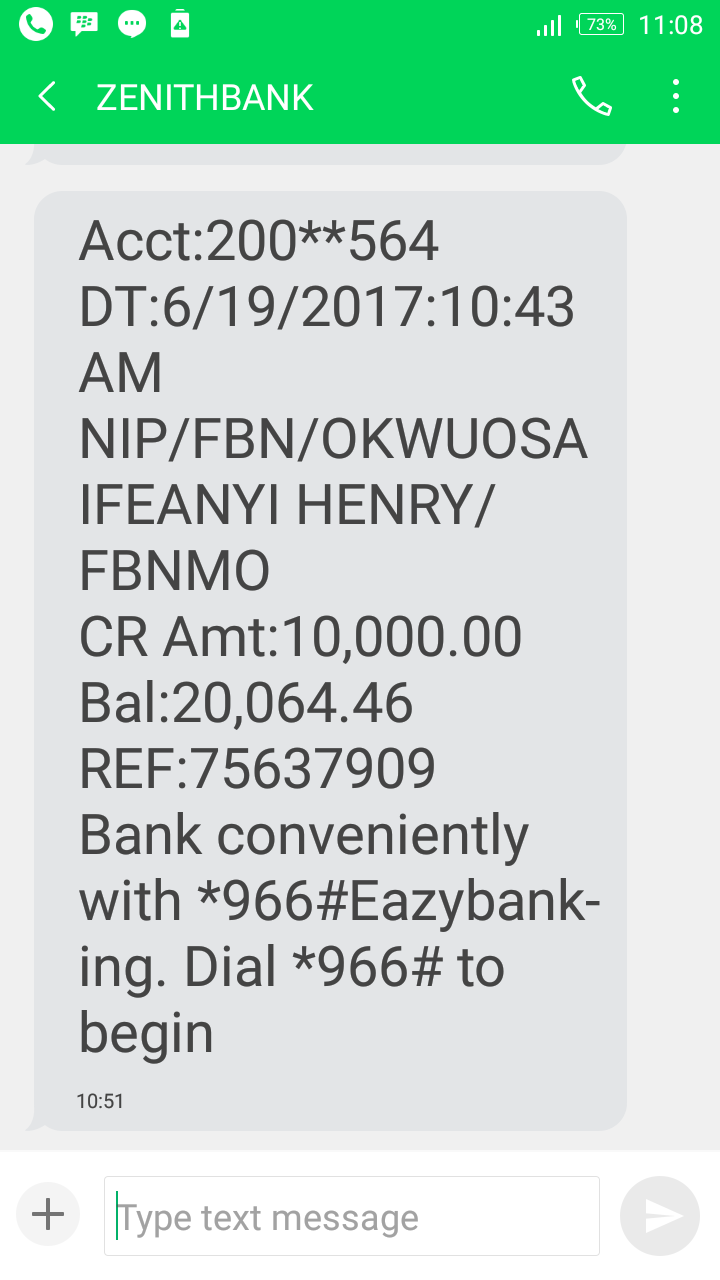 73% 11:08
ZENITHBANK
Acct:200**564
DT:6/19/2017:10:43
AM
NIP/FBN/OKWUOSA
IFEANYI HENRY/
FBNMO
CR Amt:10,000.00
Bal:20,064.46
REF:75637909
Bank conveniently
with *966#Eazybank-
ing. Dial *966# to
begin
10:51
Type text message